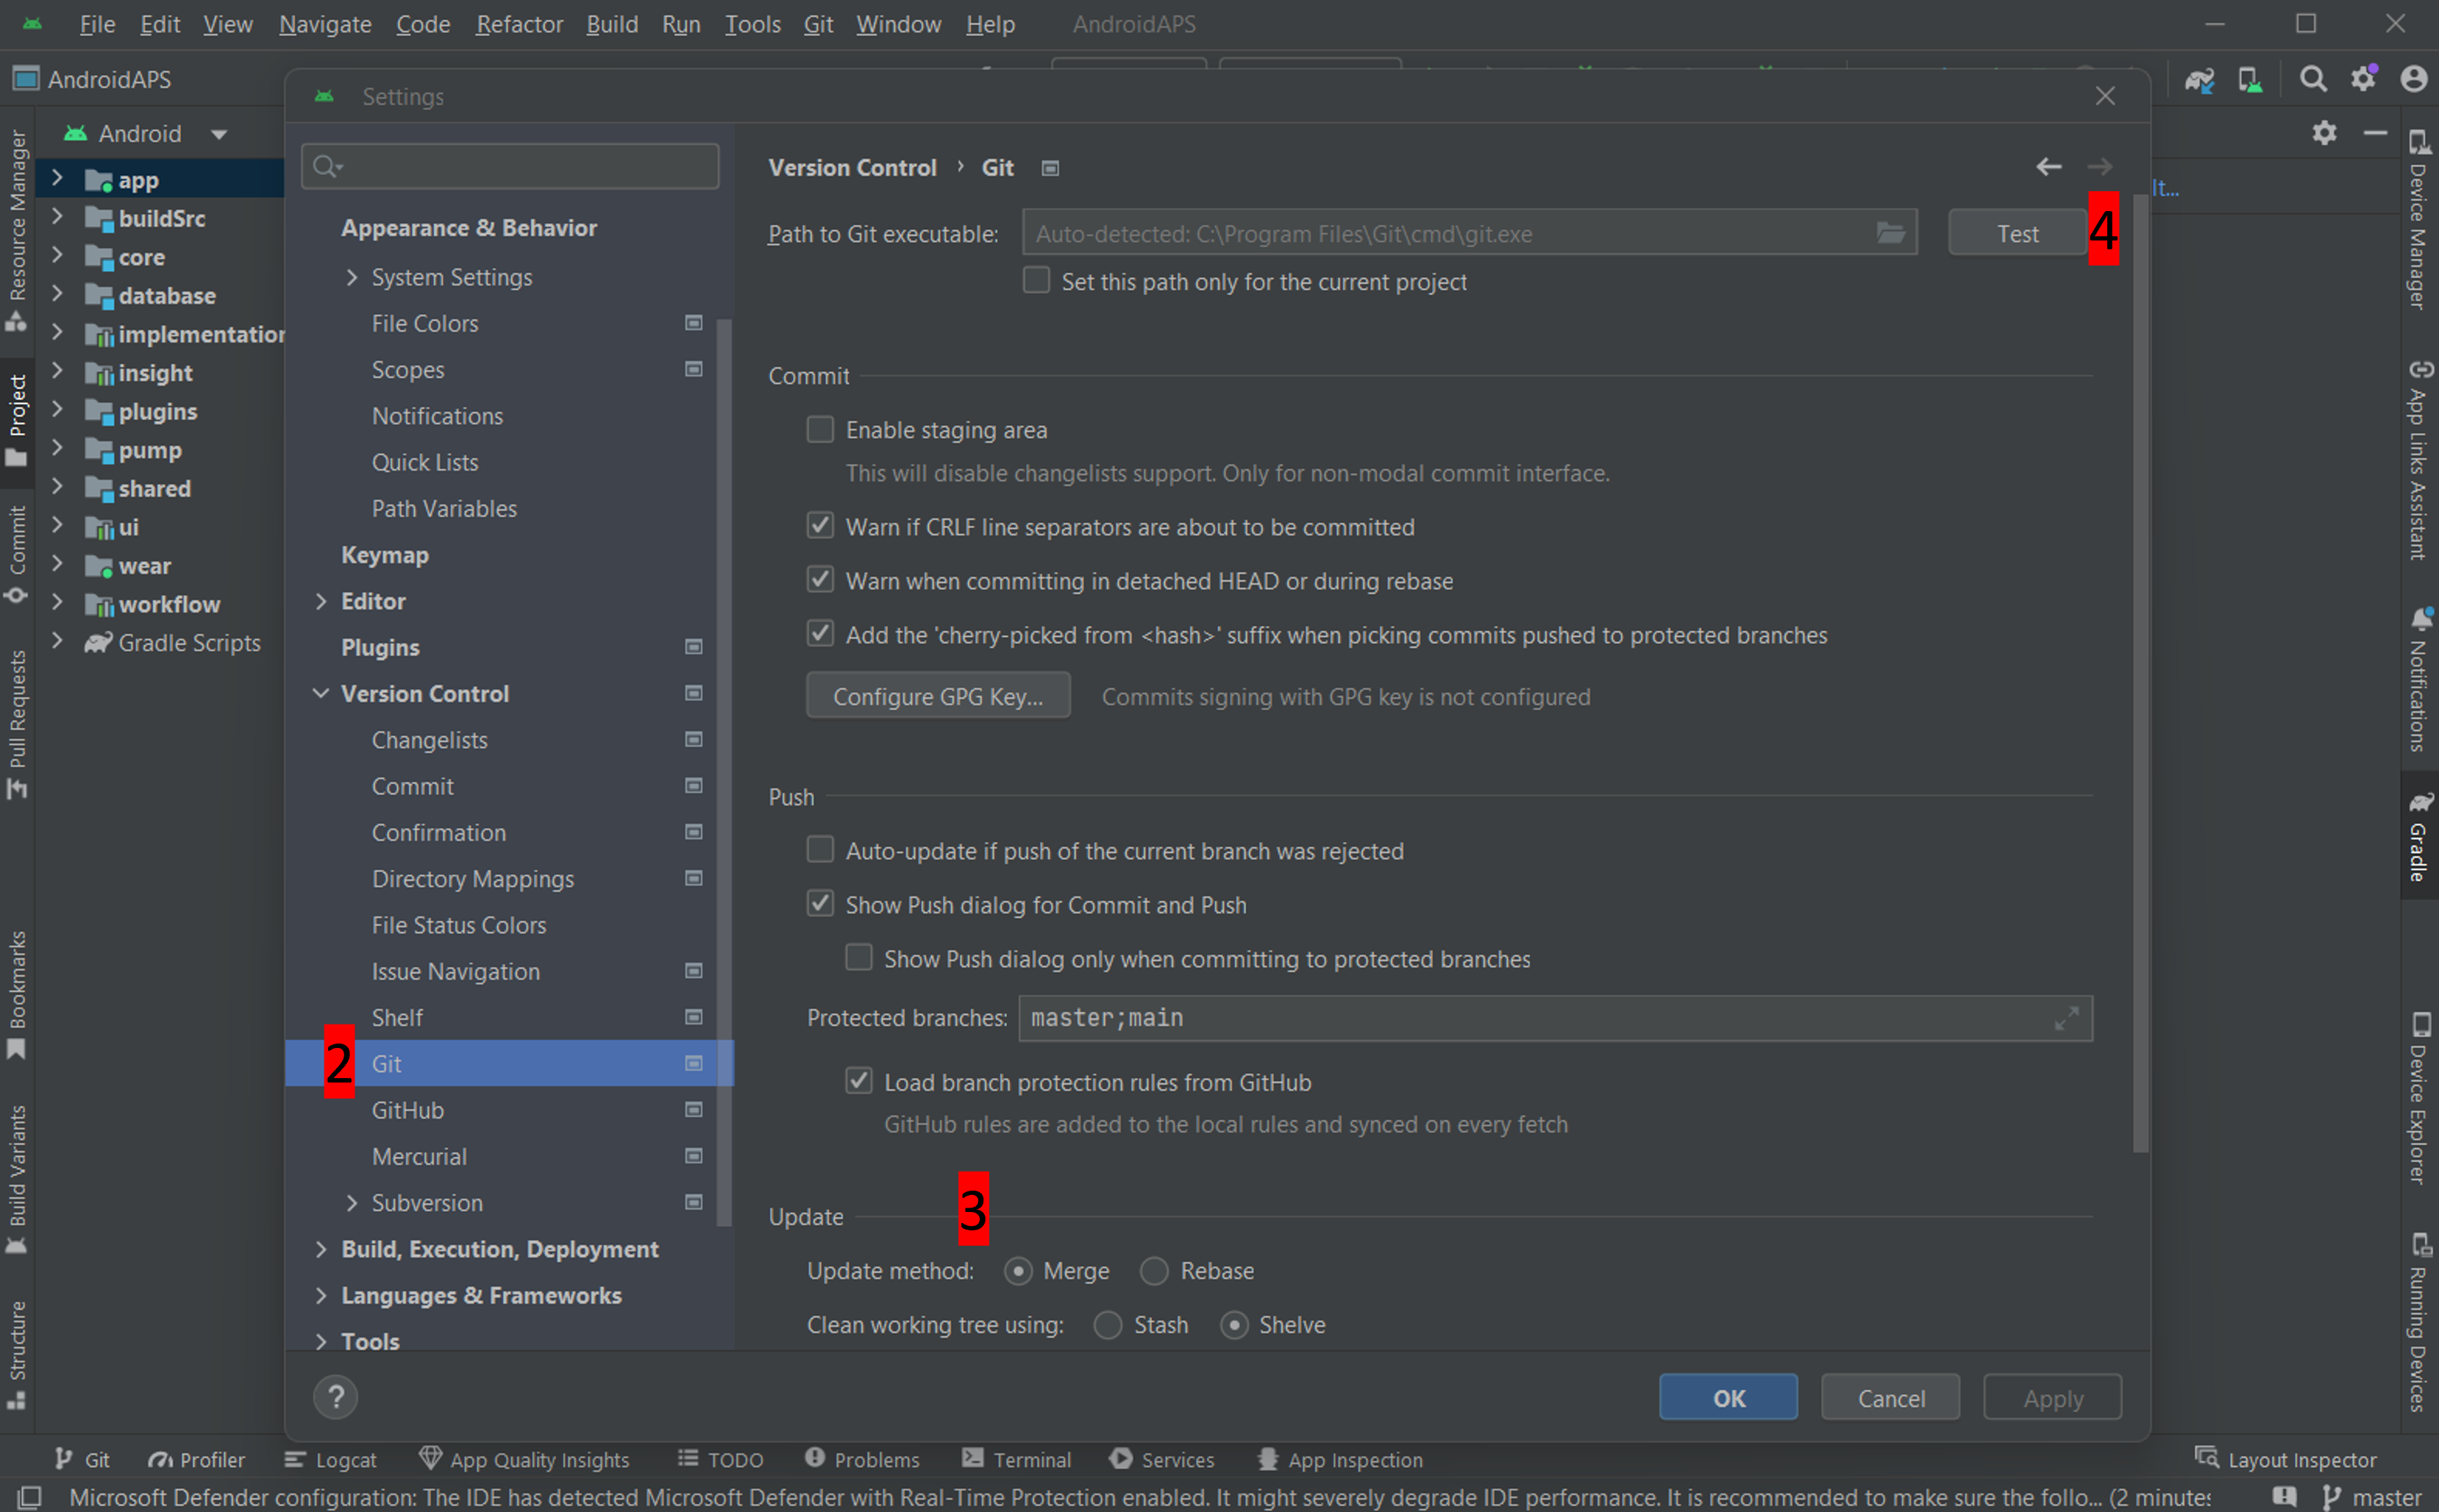 File Edit View Navigate Code Refactor Build Run Tools Git Window Help AndroidAPS
AndroidAPS
Settings
Android
app
buildSrc
core
database
implementation
insight
plugins
pump
shared
ui
wear
workflow
Gradle Scripts
Resource Manager
Project
Commit
Pull Requests
Bookmarks
Build Variants
Structure
Appearance & Behavior
System Settings
File Colors
Scopes
Notifications
Quick Lists
Path Variables
Keymap
Editor
Plugins
Version Control
Changelists
Commit
Confirmation
Directory Mappings
File Status Colors
Issue Navigation
Shelf
2 Git
GitHub
Mercurial
Subversion
Build, Execution, Deployment
Languages & Frameworks
Tools
Version Control › Git
Path to Git executable: Auto-detected: C:\Program Files\Git\cmd\git.exe Test 4
Set this path only for the current project
Commit
Enable staging area
This will disable changelists support. Only for non-modal commit interface.
Warn if CRLF line separators are about to be committed
Warn when committing in detached HEAD or during rebase
Add the 'cherry-picked from <hash>' suffix when picking commits pushed to protected branches
Configure GPG Key... Commits signing with GPG key is not configured
Push
Auto-update if push of the current branch was rejected
Show Push dialog for Commit and Push
Show Push dialog only when committing to protected branches
Protected branches: master;main
Load branch protection rules from GitHub
GitHub rules are added to the local rules and synced on every fetch
Update 3
Update method: Merge Rebase
Clean working tree using: Stash Shelve
? OK Cancel Apply
lt...
Device Manager
App Links Assistant
Notifications
Gradle
Device Explorer
Running Devices
Git Profiler Logcat App Quality Insights TODO Problems Terminal Services App Inspection Layout Inspector
Microsoft Defender configuration: The IDE has detected Microsoft Defender with Real-Time Protection enabled. It might severely degrade IDE performance. It is recommended to make sure the follo... (2 minutes master